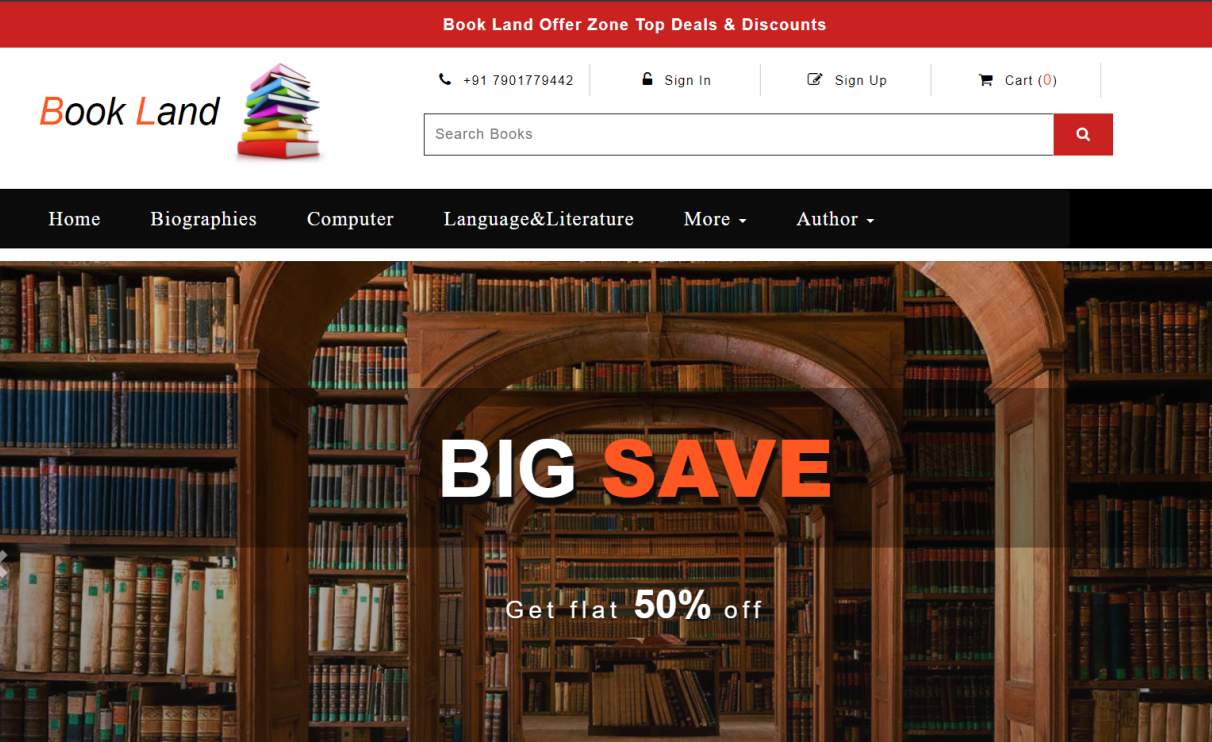 Book Land Offer Zone Top Deals & Discounts
Book Land
+91 7901779442
Sign In
Sign Up
Cart (0)
Search Books
Home
Biographies
Computer
Language&Literature
More
Author
BIG SAVE
Get flat 50% off